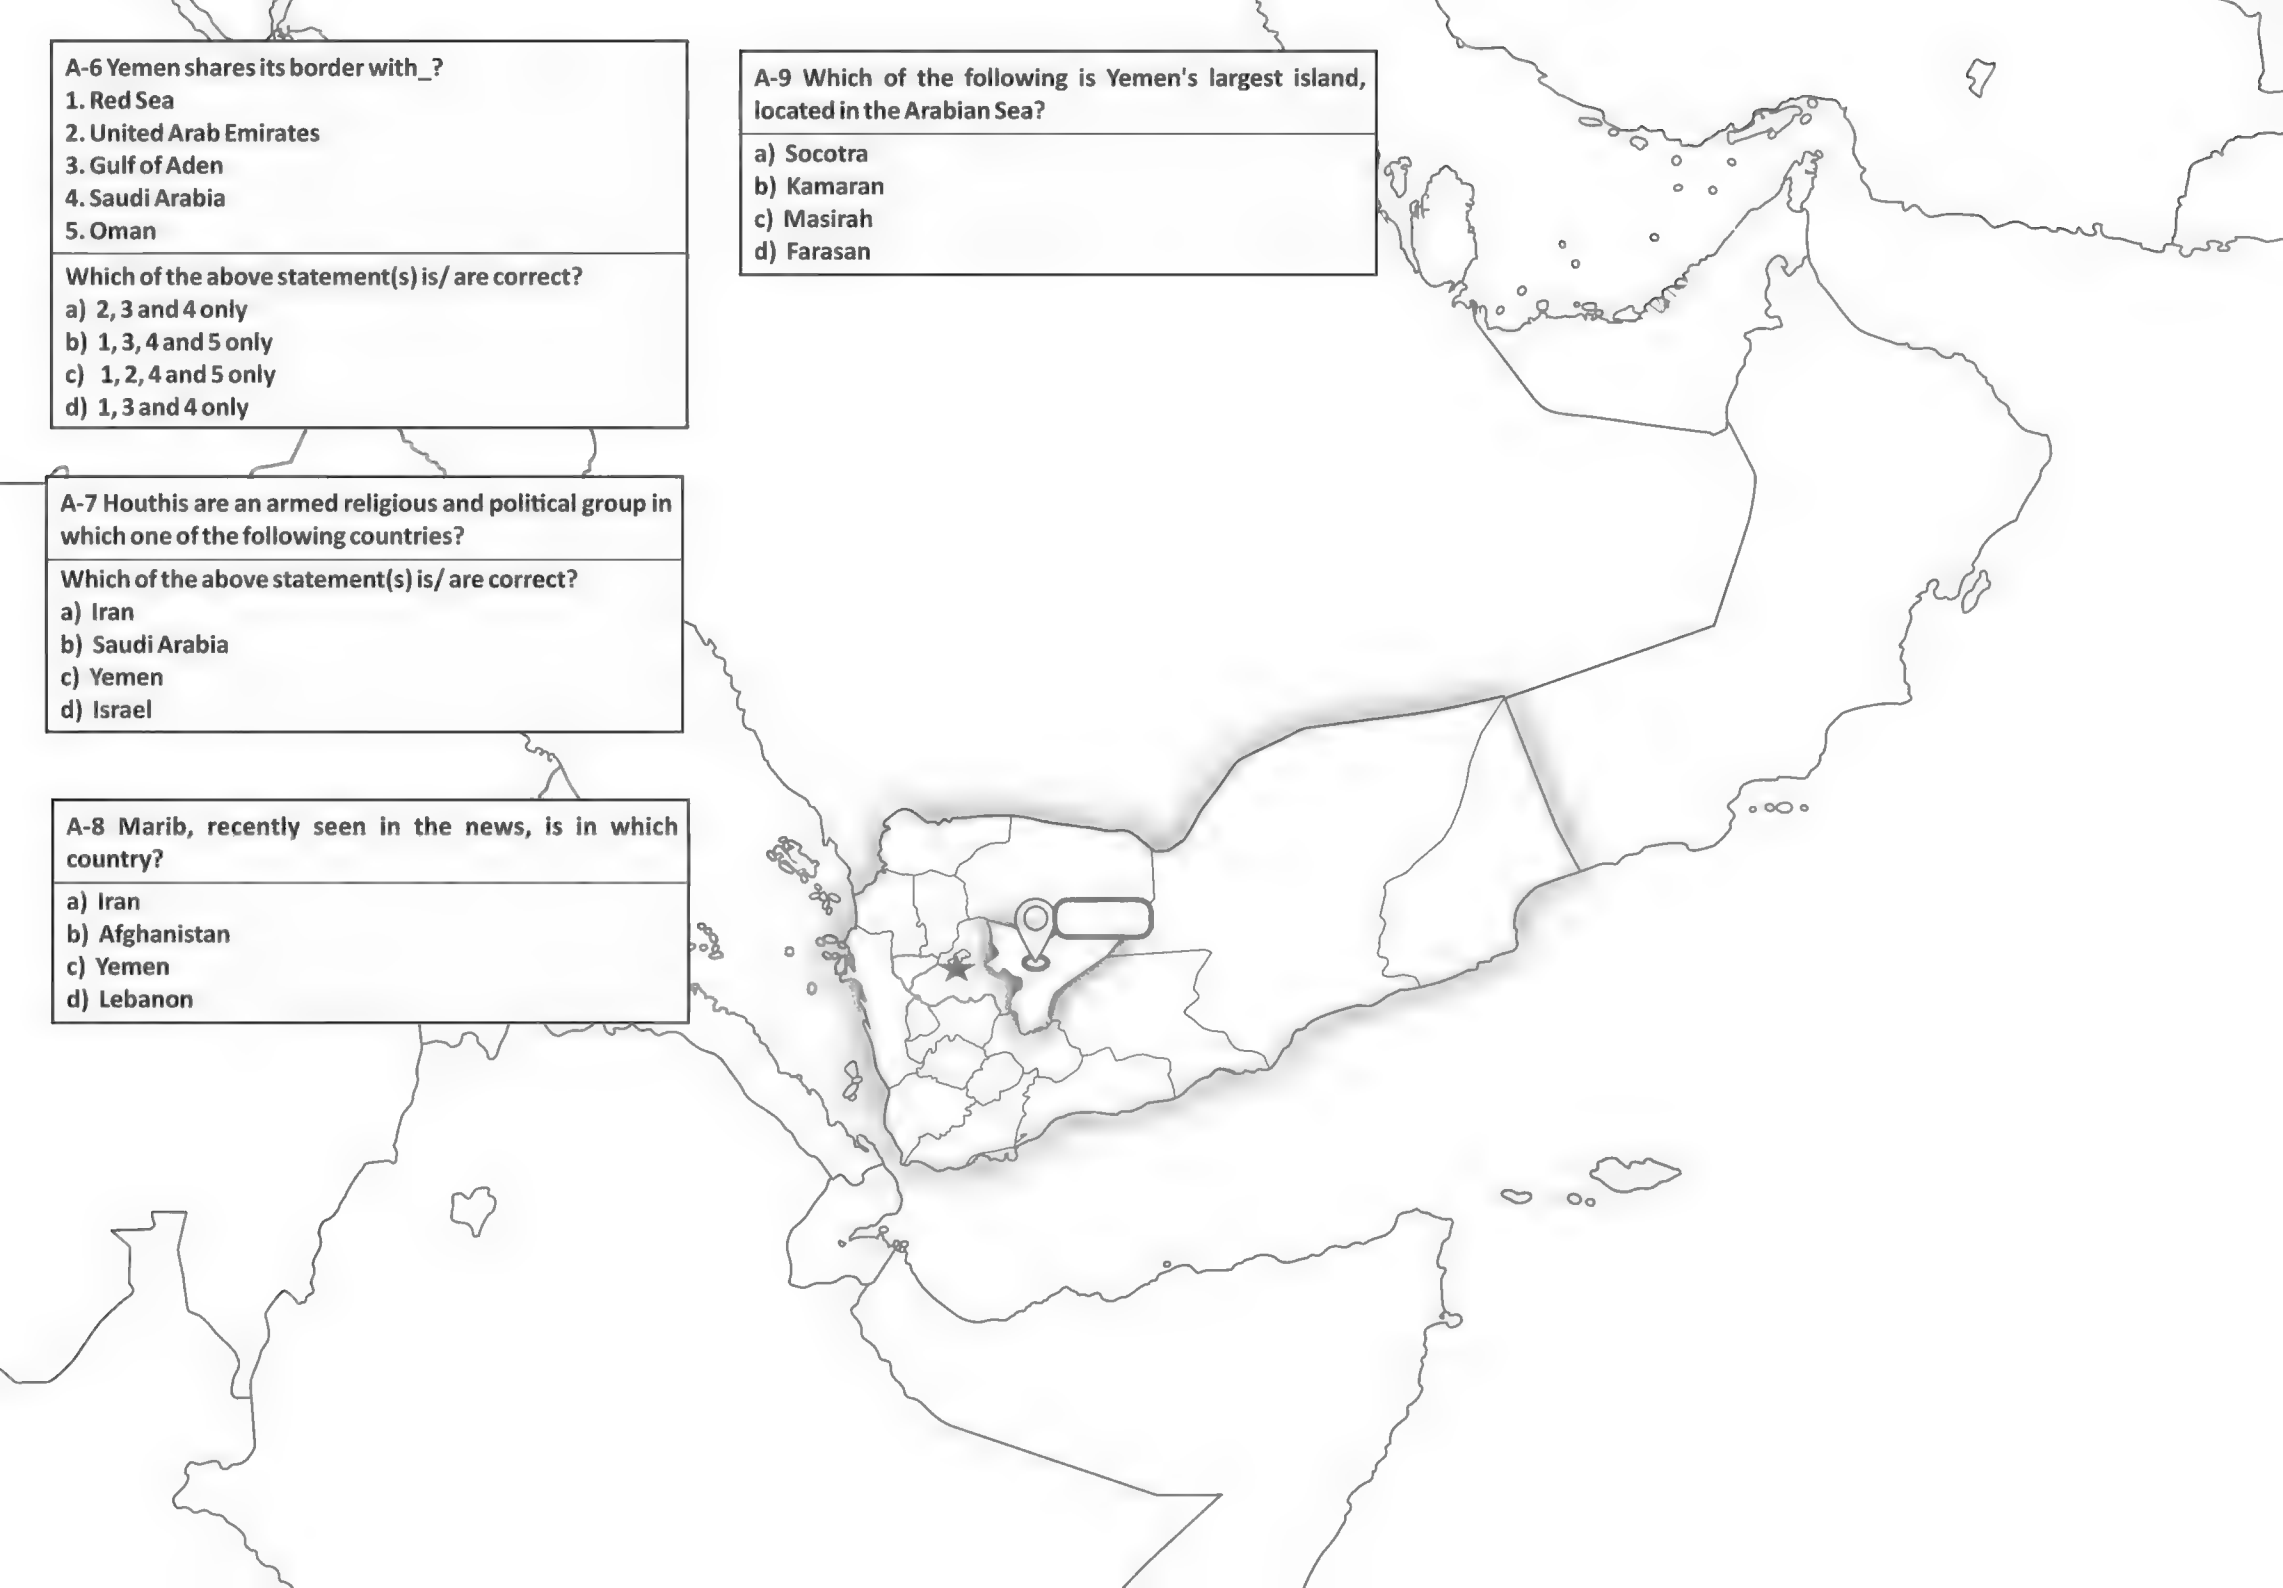 A-6 Yemen shares its border with_?
1. Red Sea
2. United Arab Emirates
3. Gulf of Aden
4. Saudi Arabia
5. Oman
Which of the above statement(s) is/ are correct?
a) 2, 3 and 4 only
b) 1, 3, 4 and 5 only
c) 1, 2, 4 and 5 only
d) 1, 3 and 4 only
A-7 Houthis are an armed religious and political group in
which one of the following countries?
Which of the above statement(s) is/ are correct?
a) Iran
b) Saudi Arabia
c) Yemen
d) Israel
A-8 Marib, recently seen in the news, is in which
country?
a) Iran
b) Afghanistan
c) Yemen
d) Lebanon
A-9 Which of the following is Yemen's largest island,
located in the Arabian Sea?
a) Socotra
b) Kamaran
c) Masirah
d) Farasan